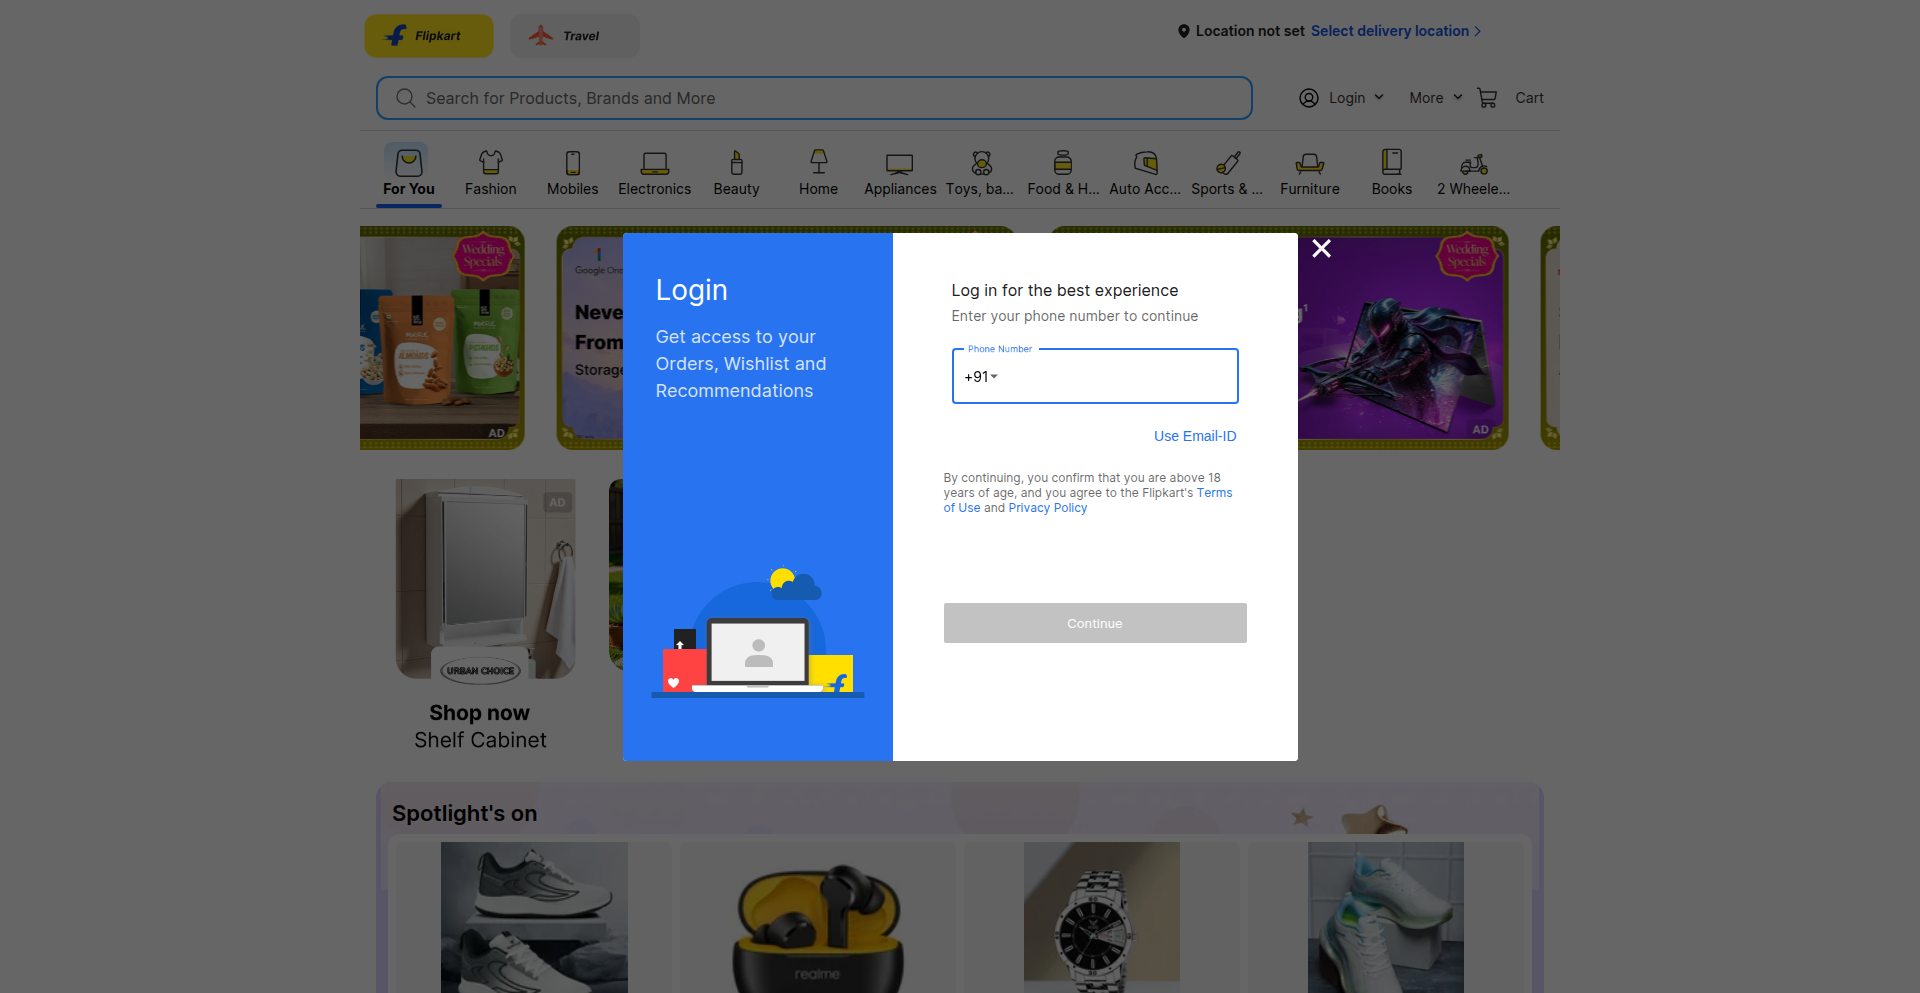 Flipkart
Travel
Location not set Select delivery location
Search for Products, Brands and More
Login
More
Cart
For You
Fashion
Mobiles
Electronics
Beauty
Home
Appliances
Toys, ba...
Food & H...
Auto Acc...
Sports & ...
Furniture
Books
2 Wheele...
Wedding
Specials
ALMONDS
PISTACHIOS
AD
Google One
Neve
From
Storage
Wedding
Specials
AD
Login
Get access to your
Orders, Wishlist and
Recommendations
Log in for the best experience
Enter your phone number to continue
Phone Number
+91
Use Email-ID
By continuing, you confirm that you are above 18
years of age, and you agree to the Flipkart's Terms
of Use and Privacy Policy
Continue
AD
URBAN CHOICE
Shop now
Shelf Cabinet
Spotlight's on
realme